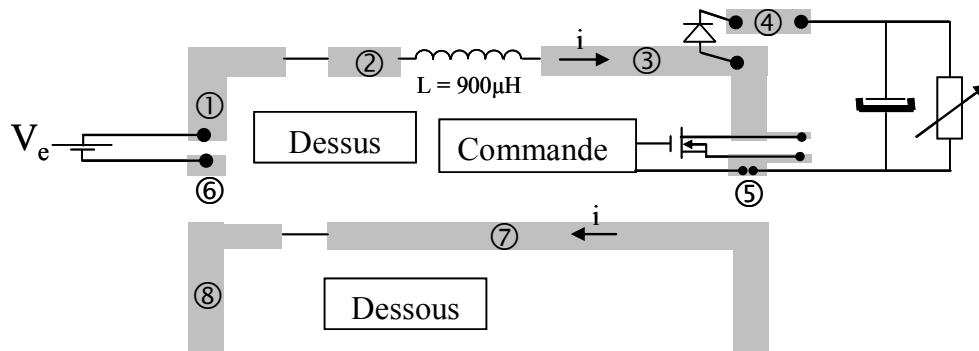 ④
i
② ③
L = 900µH
①
Vₑ
Dessus
Commande
⑥
⑤
⑦
i
⑧
Dessous